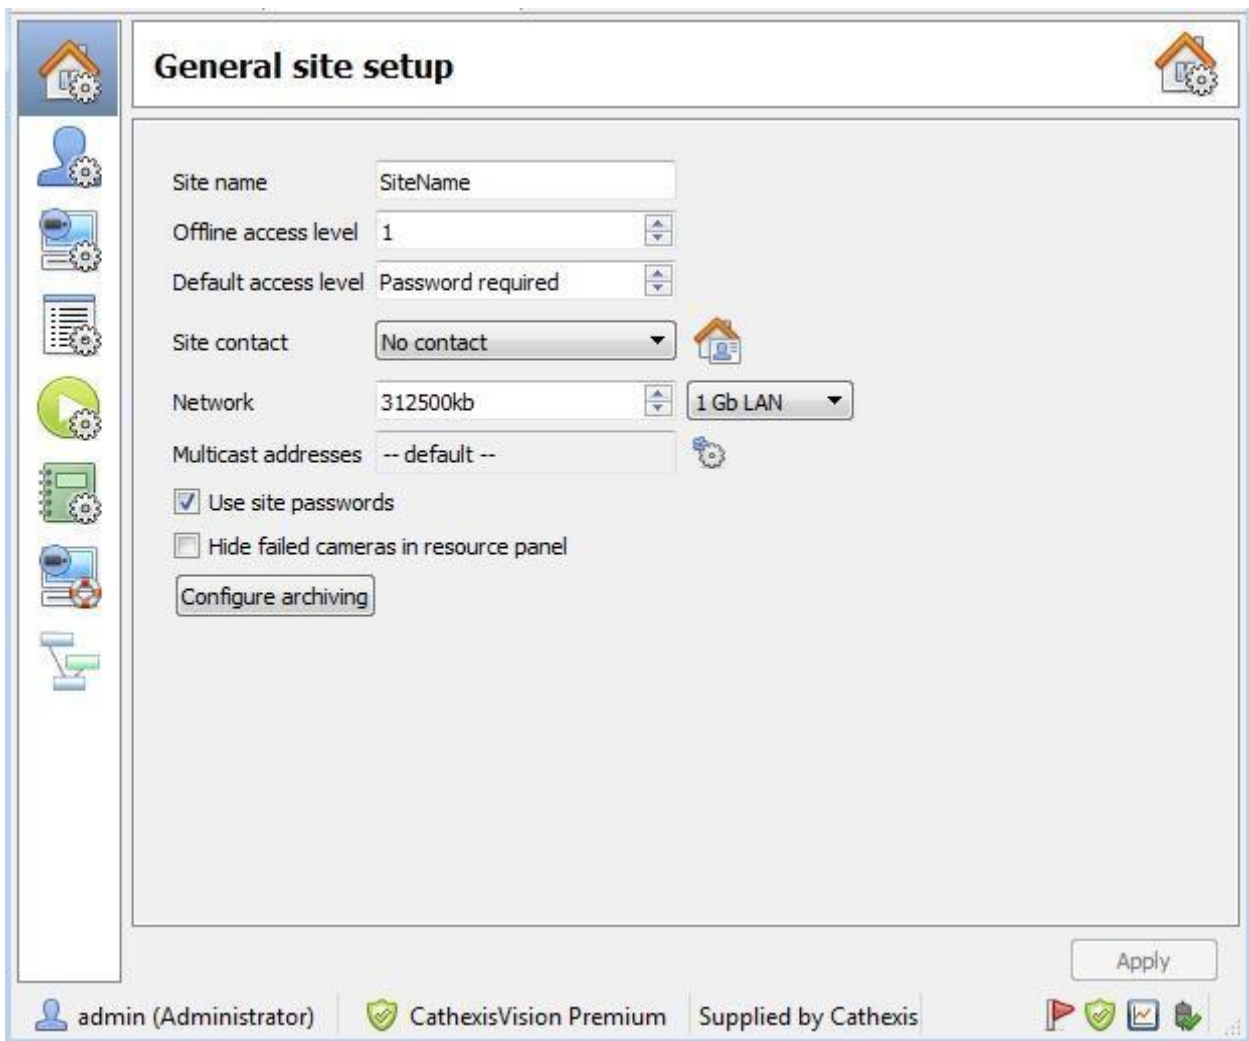 General site setup
Site name SiteName
Offline access level 1
Default access level Password required
Site contact No contact
Network 312500kb 1 Gb LAN
Multicast addresses -- default --
Use site passwords
Hide failed cameras in resource panel
Configure archiving
Apply
admin (Administrator) CathexisVision Premium Supplied by Cathexis